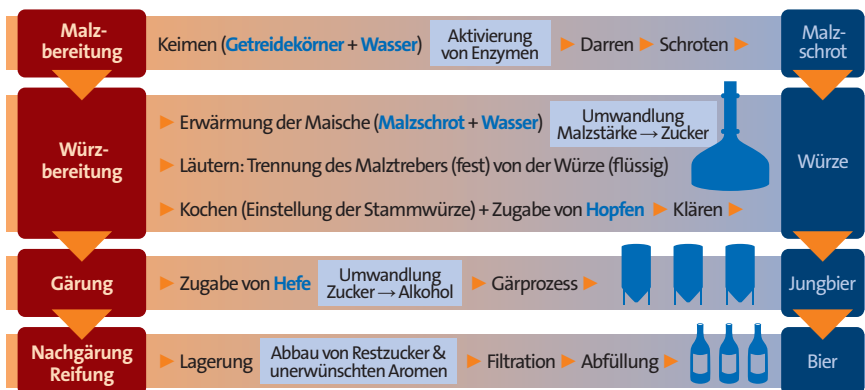 Malz-
bereitung
Keimen (Getreidekörner + Wasser)
Aktivierung
von Enzymen
Darren
Schroten
Malz-
schrot
Würz-
bereitung
Erwärmung der Maische (Malzschrot + Wasser)
Umwandlung
Malzstärke → Zucker
Läutern: Trennung des Malztrebers (fest) von der Würze (flüssig)
Kochen (Einstellung der Stammwürze) + Zugabe von Hopfen
Klären
Würze
Gärung
Zugabe von Hefe
Umwandlung
Zucker → Alkohol
Gärprozess
Jungbier
Nachgärung
Reifung
Lagerung
Abbau von Restzucker &
unerwünschten Aromen
Filtration
Abfüllung
Bier